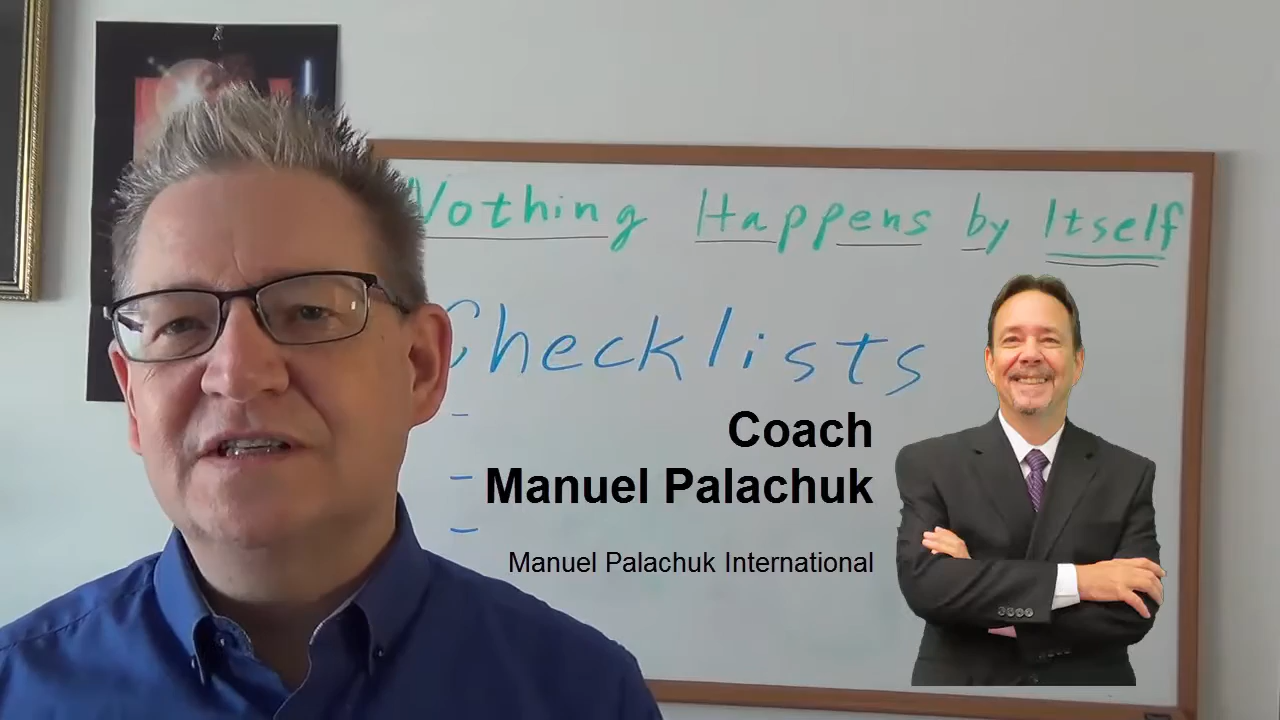 Nothing Happens by Itself
Checklists
-
-
-
Coach
Manuel Palachuk
Manuel Palachuk International